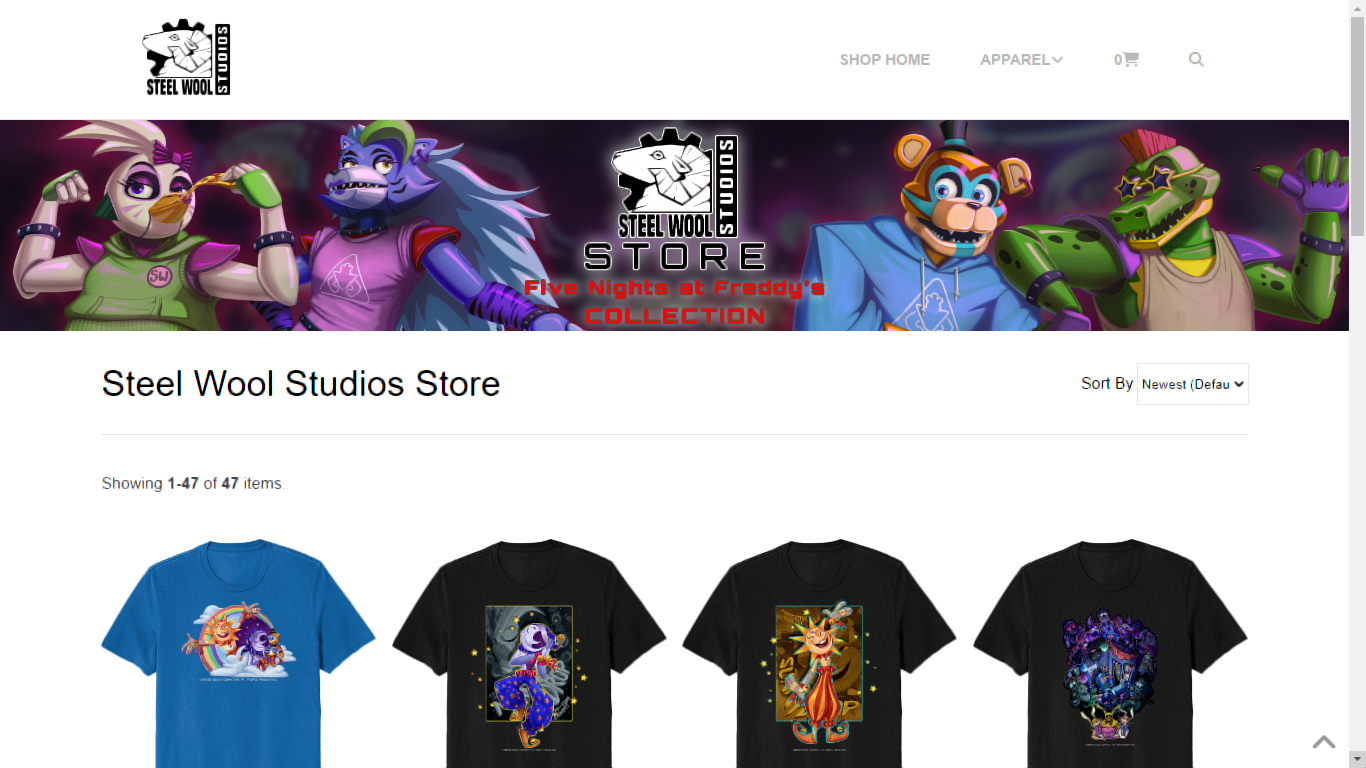 STEEL WOOL
STUDIOS
SHOP HOME
APPAREL
0
SW
STEEL WOOL
STUDIOS
STORE
Five Nights at Freddy's
COLLECTION
Steel Wool Studios Store
Sort By
Newest (Defau
Showing 1-47 of 47 items.